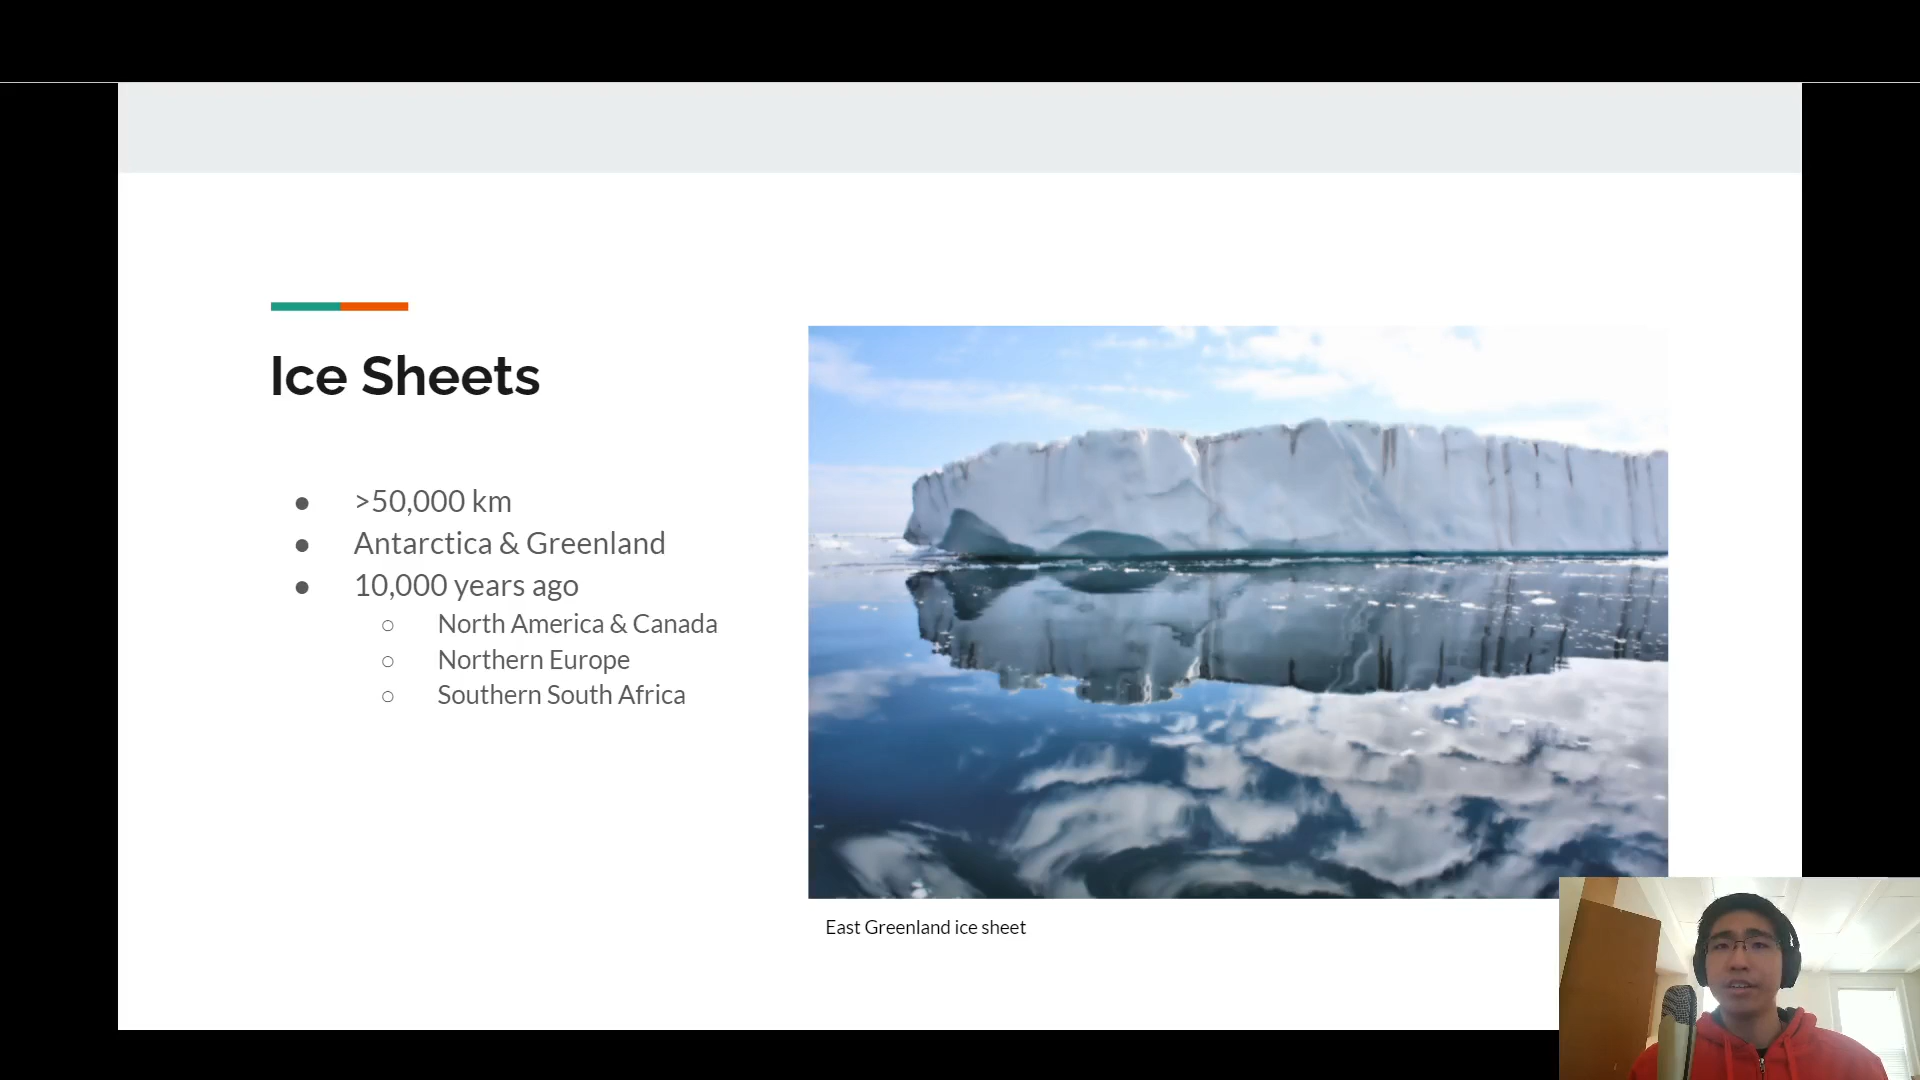 Ice Sheets
● >50,000 km
● Antarctica & Greenland
● 10,000 years ago
○ North America & Canada
○ Northern Europe
○ Southern South Africa
East Greenland ice sheet